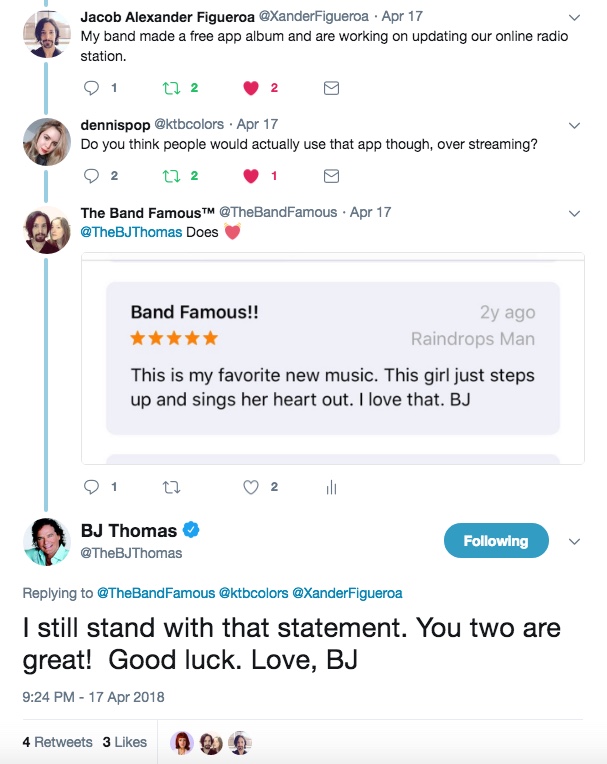 Jacob Alexander Figueroa @XanderFigueroa · Apr 17
My band made a free app album and are working on updating our online radio
station.
1 2 2
dennispop @ktbcolors · Apr 17
Do you think people would actually use that app though, over streaming?
2 2 1
The Band Famous™ @TheBandFamous · Apr 17
@TheBJThomas Does
Band Famous!! 2y ago
Raindrops Man
This is my favorite new music. This girl just steps
up and sings her heart out. I love that. BJ
1 2
BJ Thomas
@TheBJThomas
Following
Replying to @TheBandFamous @ktbcolors @XanderFigueroa
I still stand with that statement. You two are
great!  Good luck. Love, BJ
9:24 PM - 17 Apr 2018
4 Retweets 3 Likes